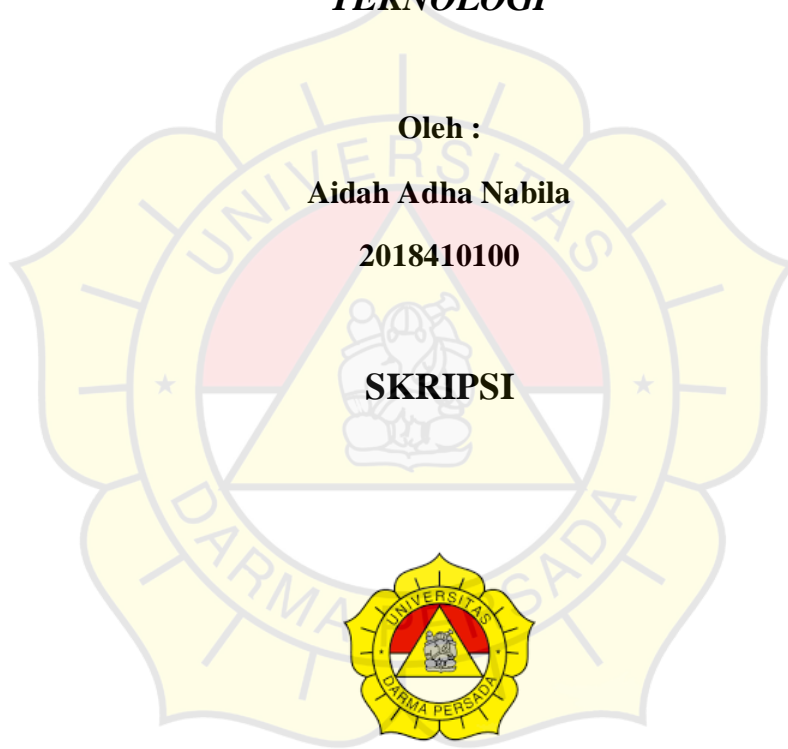 TEKNOLOGI
Oleh :
Aidah Adha Nabila
2018410100
SKRIPSI
UNIVERSITAS
DARMA PERSADA
UNIVERSITAS
DARMA PERSADA